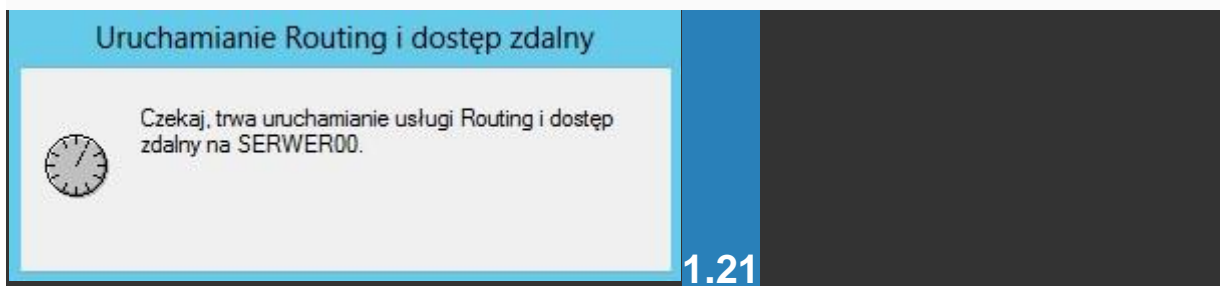 Uruchamianie Routing i dostęp zdalny
Czekaj, trwa uruchamianie usługi Routing i dostęp
zdalny na SERWER00.
1.21